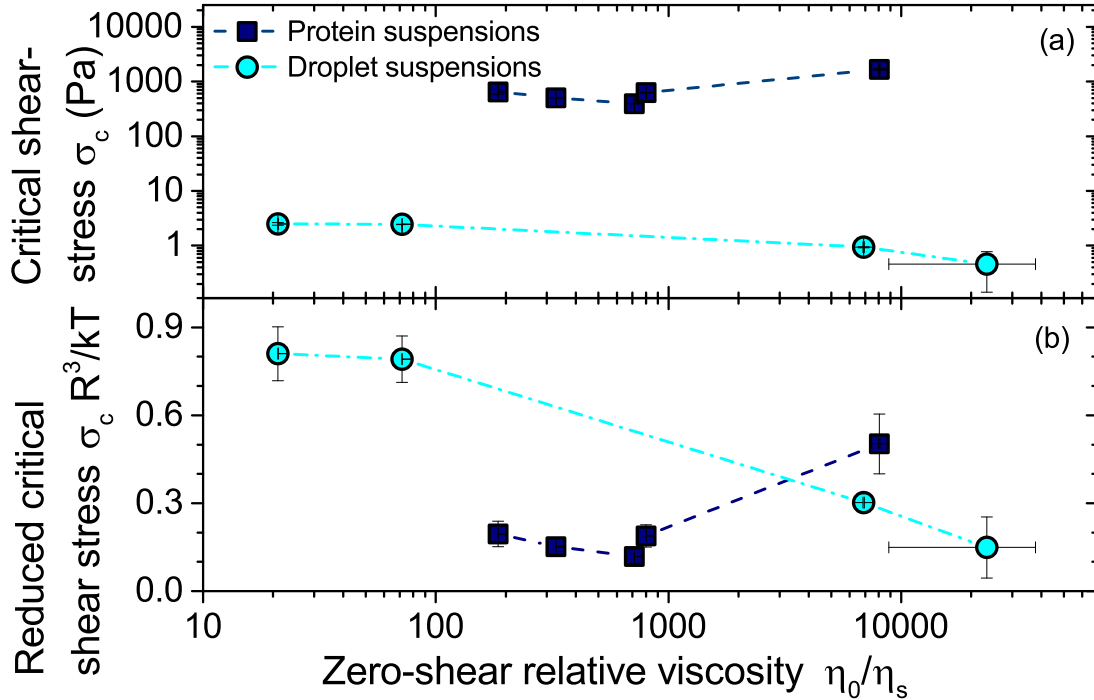 Critical shear-
stress σc (Pa)
10000
1000
100
10
1
Protein suspensions
Droplet suspensions
(a)
Reduced critical
shear stress σc R³/kT
0.9
0.6
0.3
0.0
(b)
10 100 1000 10000
Zero-shear relative viscosity η0/ηs